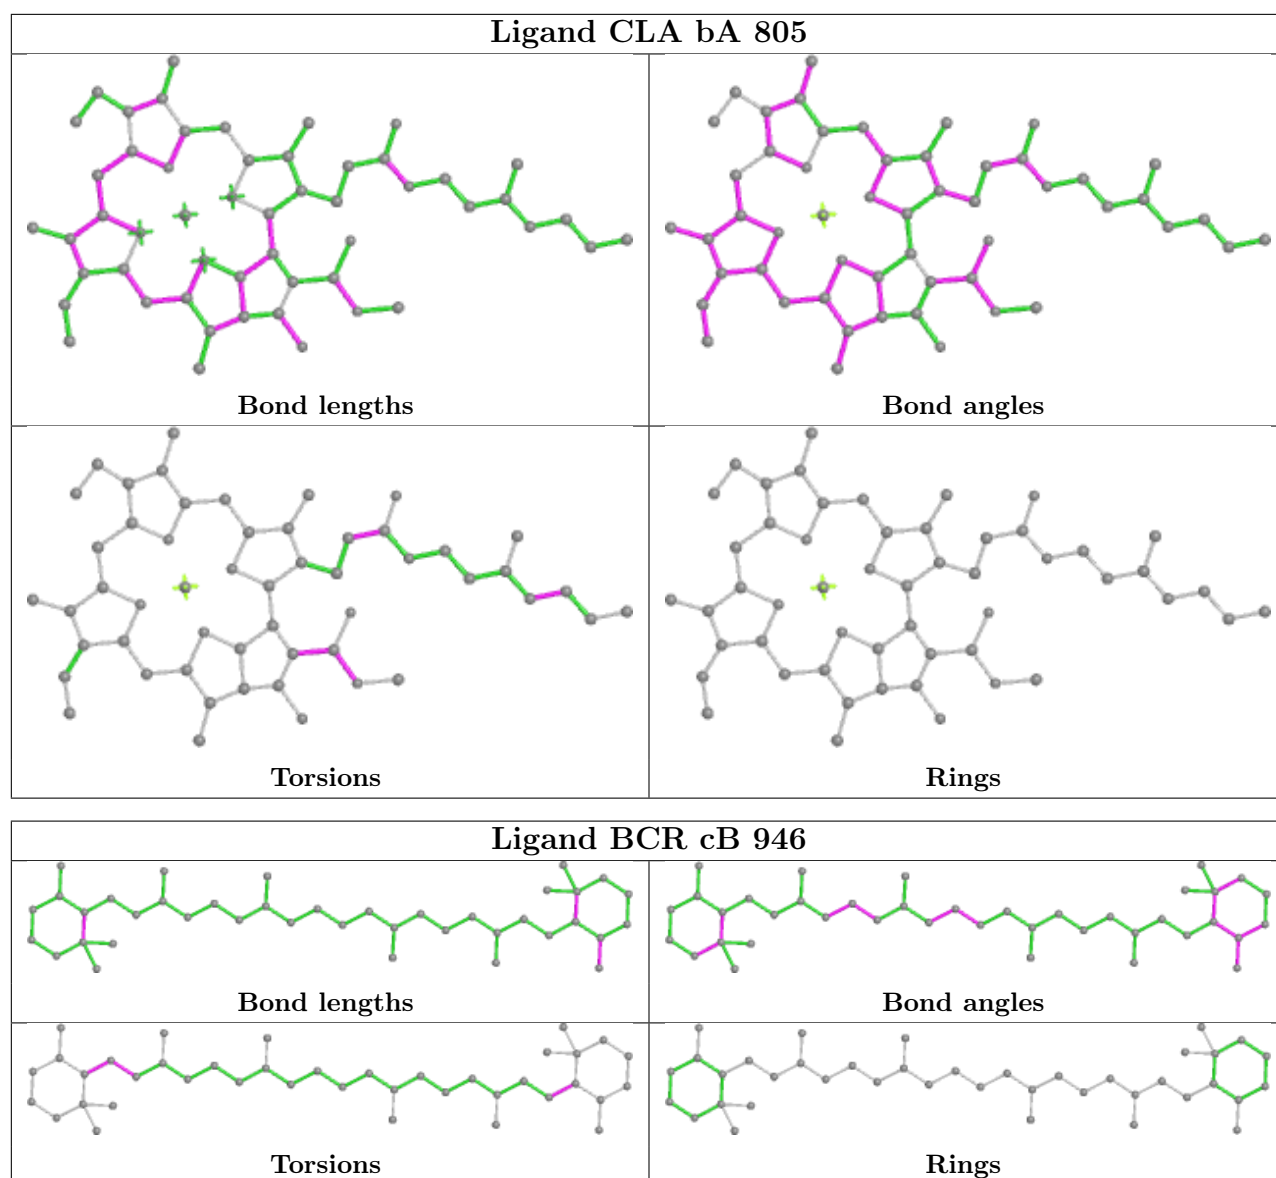 Ligand CLA bA 805
Bond lengths
Bond angles
Torsions
Rings
Ligand BCR cB 946
Bond lengths
Bond angles
Torsions
Rings